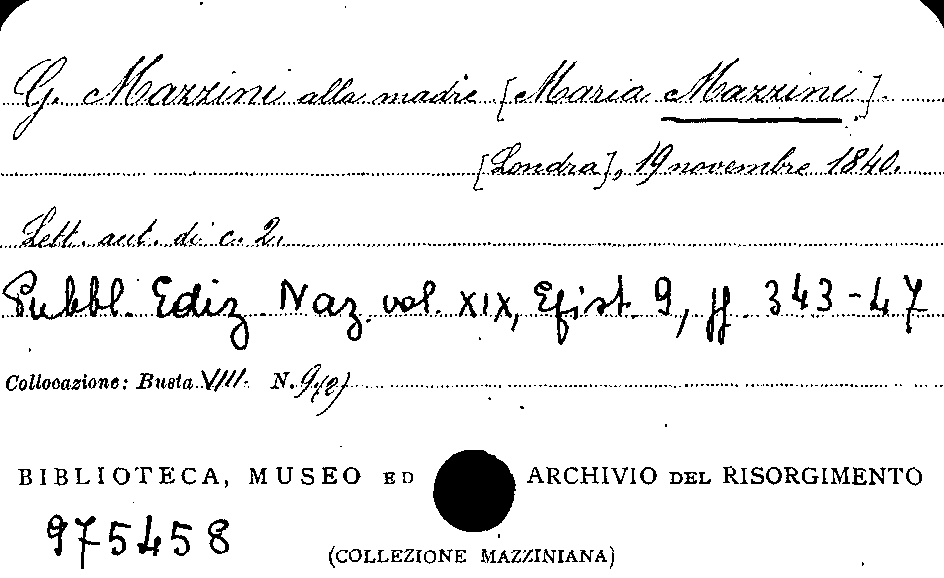 G. Mazzini alla madre [Maria Mazzini].
[Londra], 19 novembre 1840.
Lett. aut. di c. 2.
Pubbl. Ediz. Naz. vol. XIX, Epist. 9, pp. 343-47
Collocazione: Busta VIII. N. 9(2)
BIBLIOTECA, MUSEO ED ARCHIVIO DEL RISORGIMENTO
975458
(COLLEZIONE MAZZINIANA)